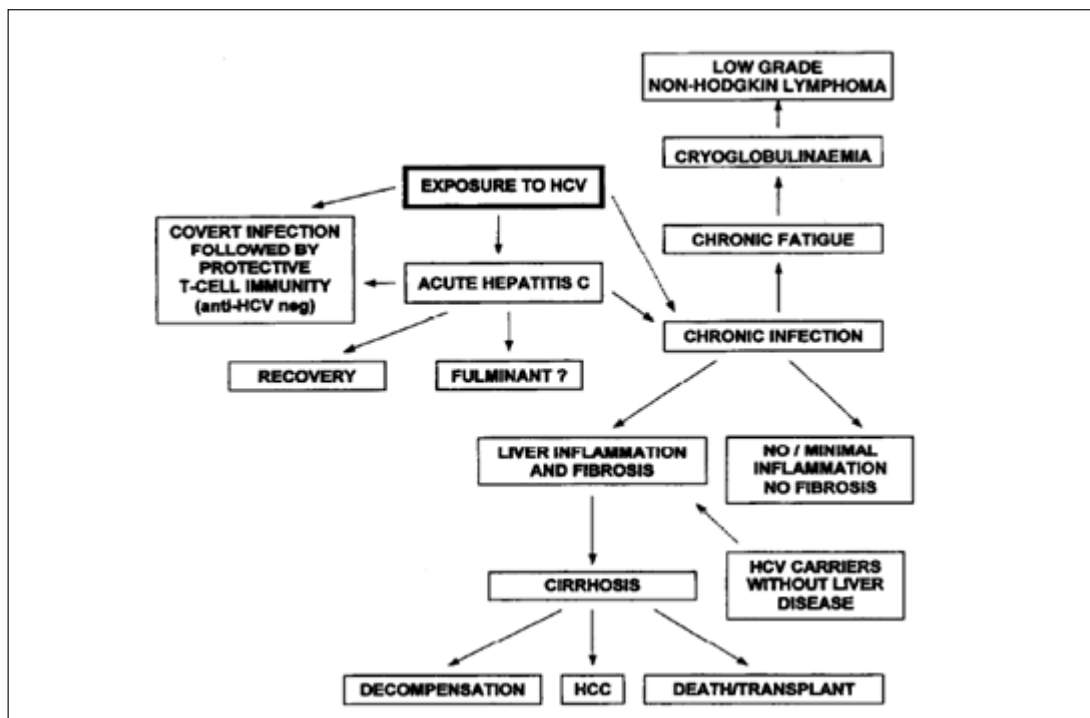 LOW GRADE
NON-HODGKIN LYMPHOMA
CRYOGLOBULINAEMIA
EXPOSURE TO HCV
COVERT INFECTION
FOLLOWED BY
PROTECTIVE
T-CELL IMMUNITY
(anti-HCV neg)
CHRONIC FATIGUE
ACUTE HEPATITIS C
CHRONIC INFECTION
RECOVERY
FULMINANT ?
LIVER INFLAMMATION
AND FIBROSIS
NO / MINIMAL
INFLAMMATION
NO FIBROSIS
HCV CARRIERS
WITHOUT LIVER
DISEASE
CIRRHOSIS
DECOMPENSATION
HCC
DEATH/TRANSPLANT